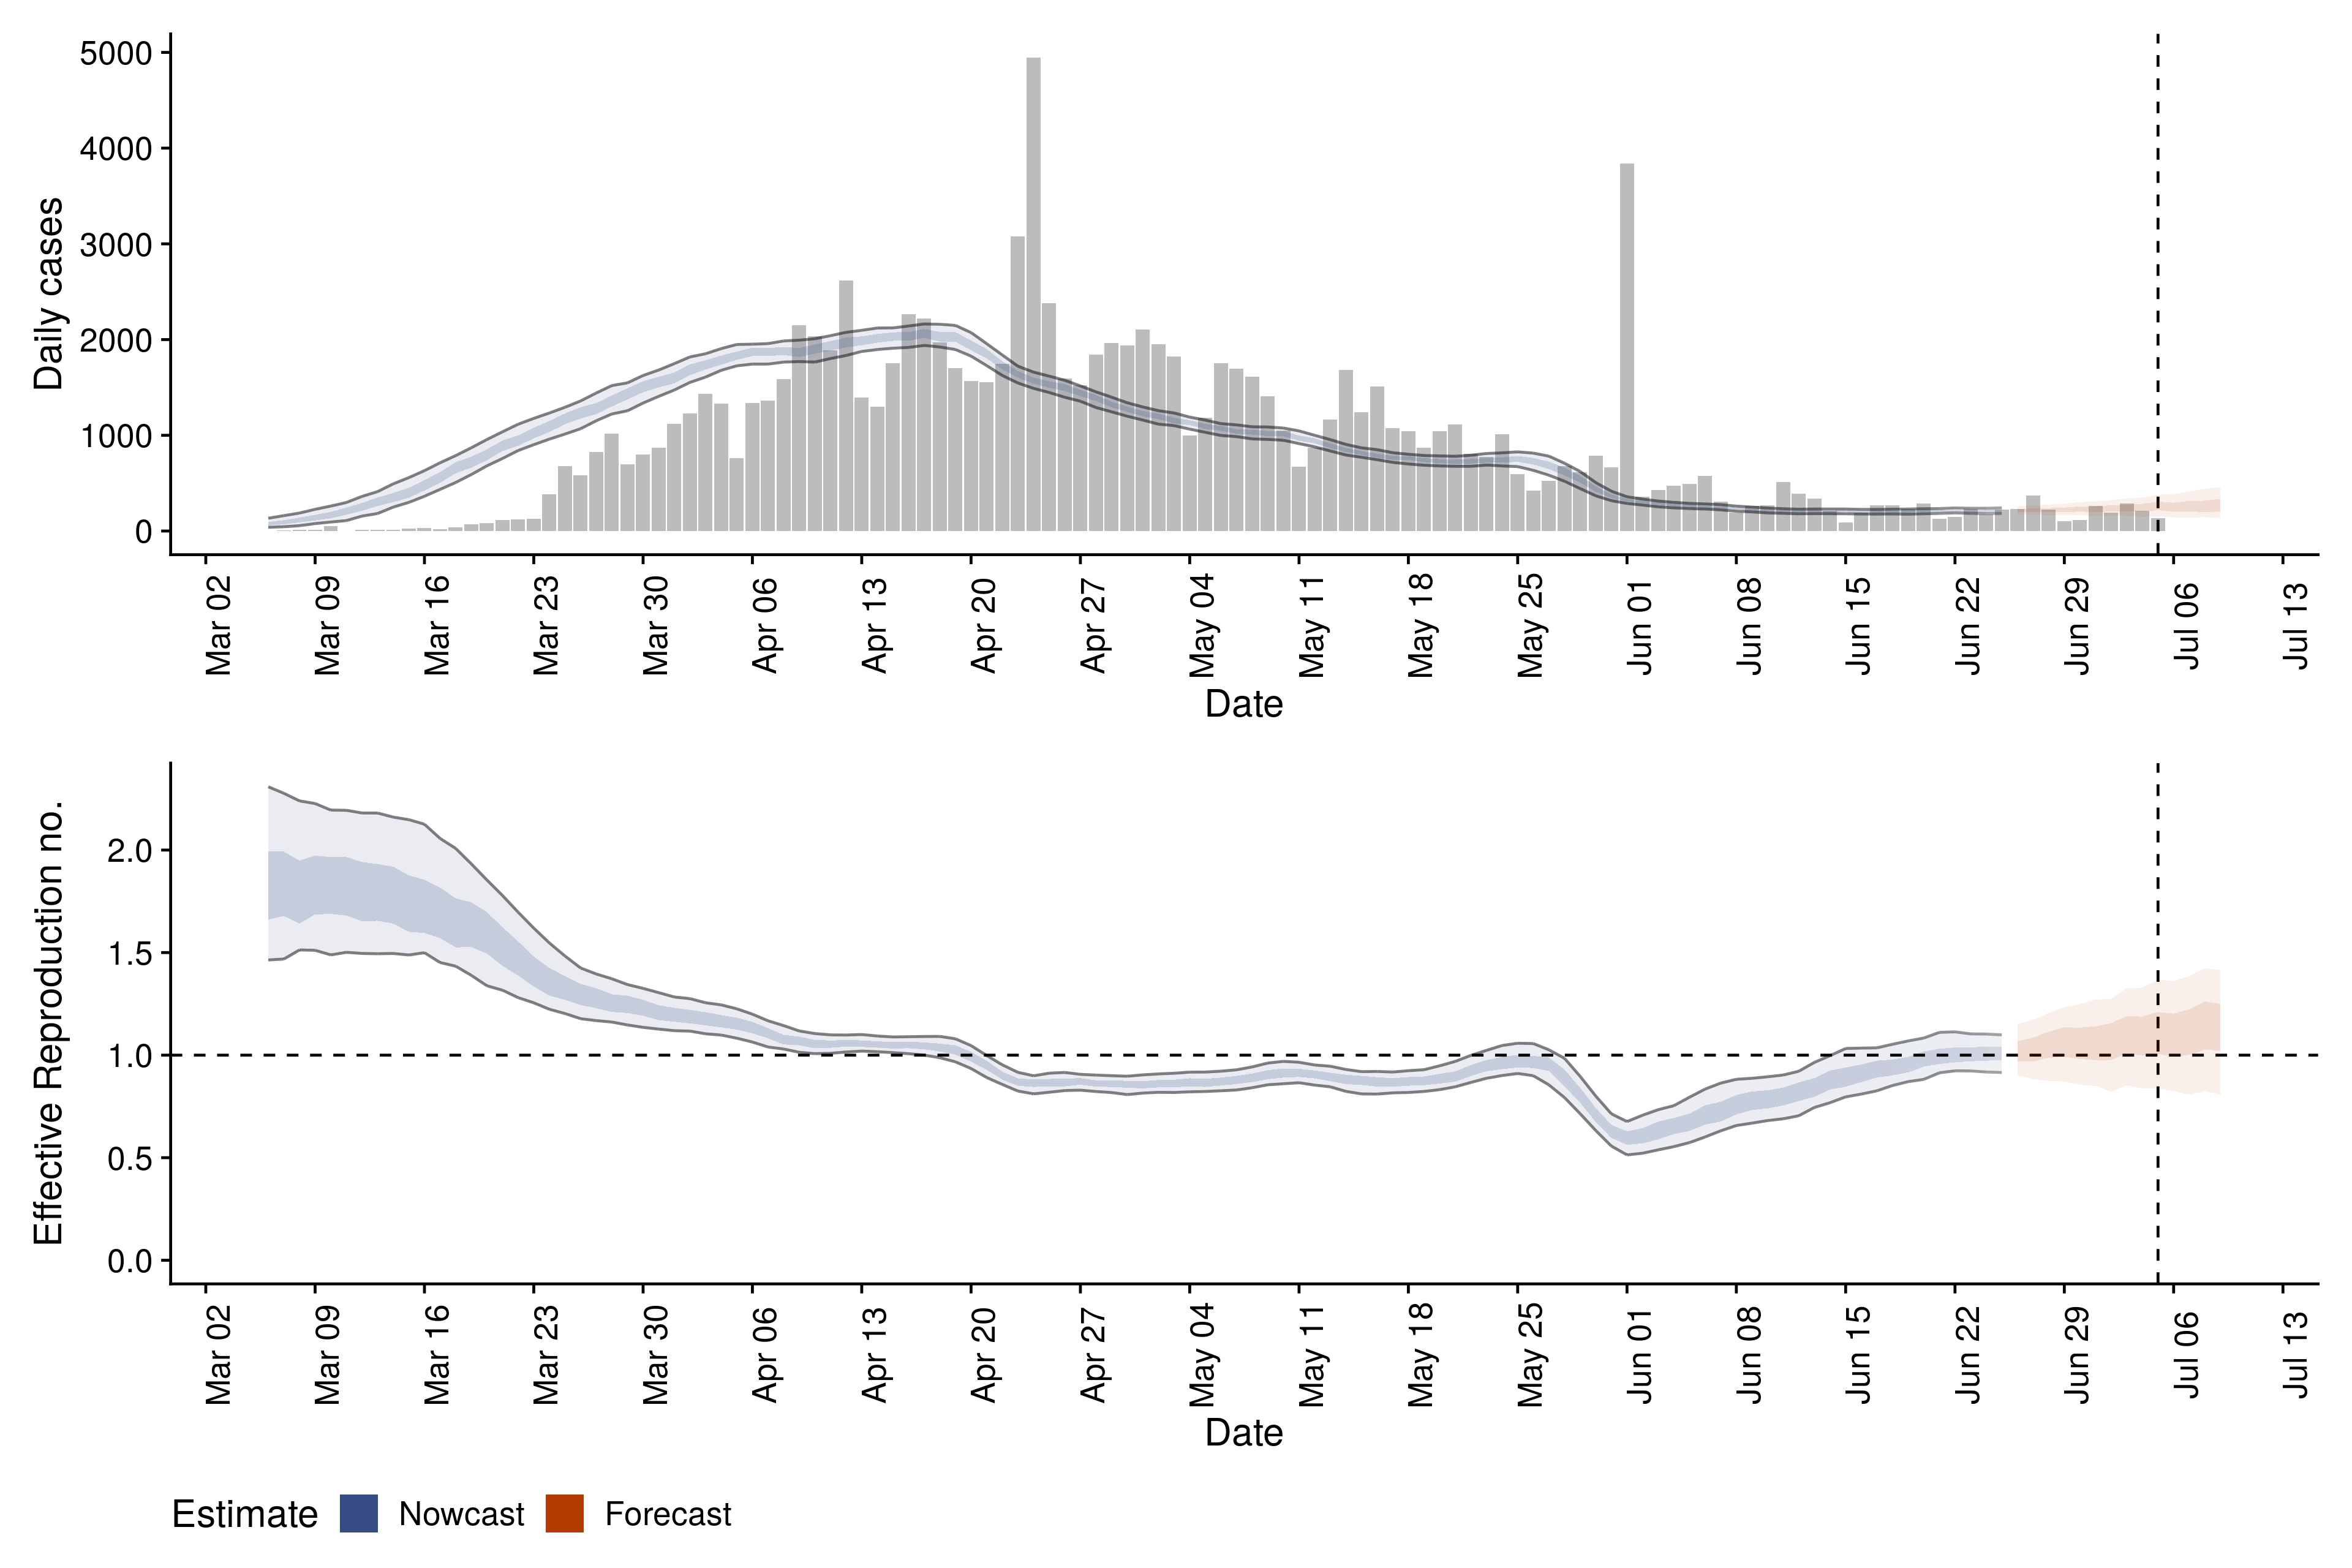 5000
4000
3000
2000
1000
0
Daily cases
Mar 02 Mar 09 Mar 16 Mar 23 Mar 30 Apr 06 Apr 13 Apr 20 Apr 27 May 04 May 11 May 18 May 25 Jun 01 Jun 08 Jun 15 Jun 22 Jun 29 Jul 06 Jul 13
Date
2.0
1.5
1.0
0.5
0.0
Effective Reproduction no.
Mar 02 Mar 09 Mar 16 Mar 23 Mar 30 Apr 06 Apr 13 Apr 20 Apr 27 May 04 May 11 May 18 May 25 Jun 01 Jun 08 Jun 15 Jun 22 Jun 29 Jul 06 Jul 13
Date
Estimate Nowcast Forecast